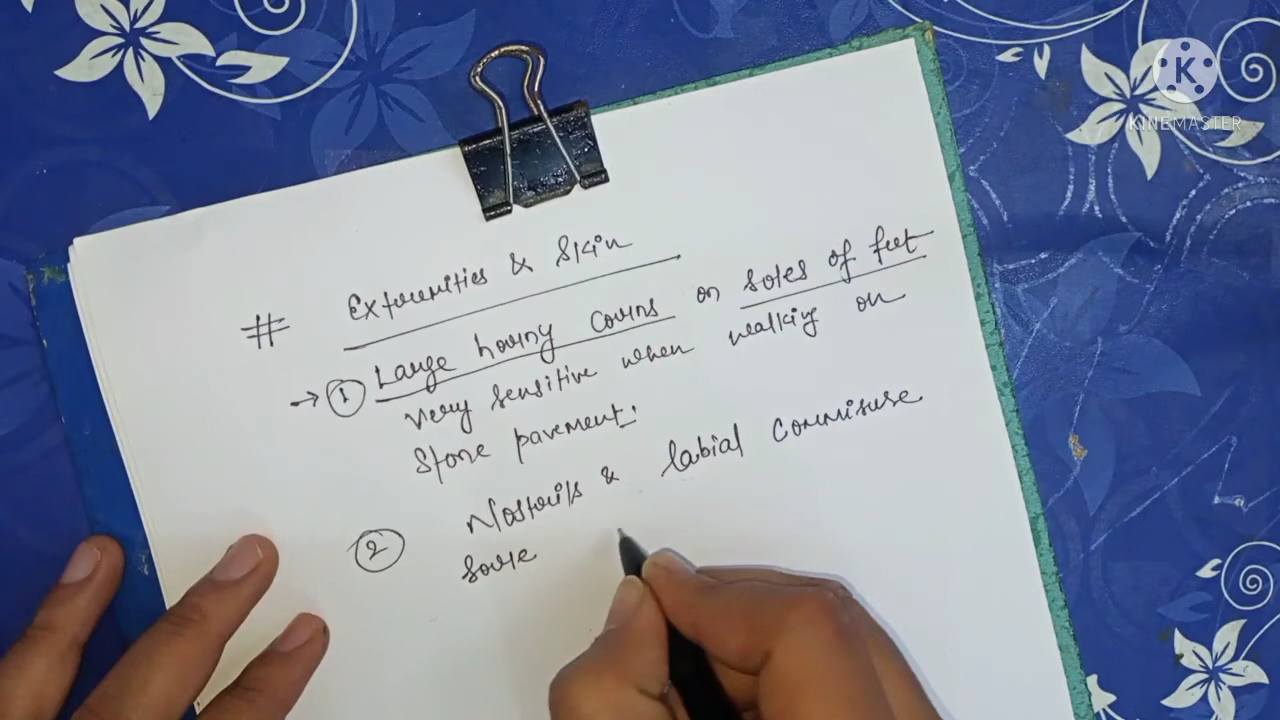 # Extremities & Skin
→ 1 Large horny corns on soles of feet
very sensitive when walking on
stone pavement:
2 Nostrils & labial commisure
sore
K
KINEMASTER